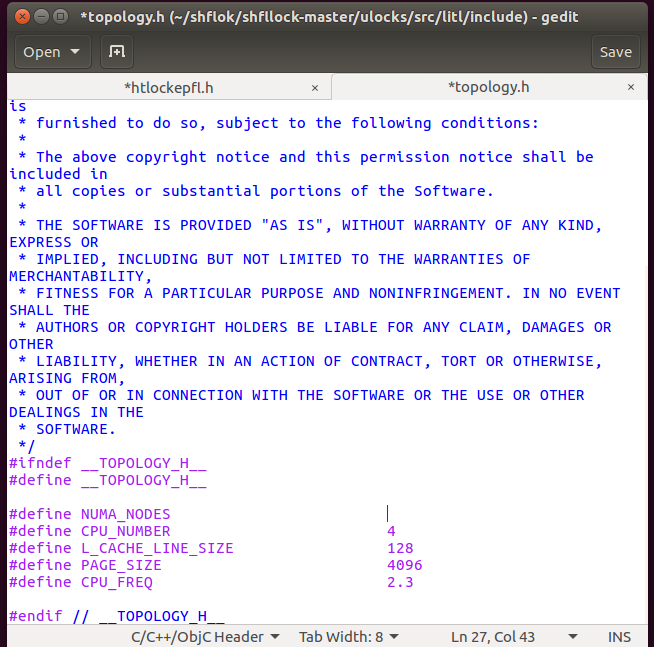 *topology.h (~/shflok/shfllock-master/ulocks/src/litl/include) - gedit
Open
Save
*htlockepfl.h ×
*topology.h ×
is
 * furnished to do so, subject to the following conditions:
 *
 * The above copyright notice and this permission notice shall be
included in
 * all copies or substantial portions of the Software.
 *
 * THE SOFTWARE IS PROVIDED "AS IS", WITHOUT WARRANTY OF ANY KIND,
EXPRESS OR
 * IMPLIED, INCLUDING BUT NOT LIMITED TO THE WARRANTIES OF
MERCHANTABILITY,
 * FITNESS FOR A PARTICULAR PURPOSE AND NONINFRINGEMENT. IN NO EVENT
SHALL THE
 * AUTHORS OR COPYRIGHT HOLDERS BE LIABLE FOR ANY CLAIM, DAMAGES OR
OTHER
 * LIABILITY, WHETHER IN AN ACTION OF CONTRACT, TORT OR OTHERWISE,
ARISING FROM,
 * OUT OF OR IN CONNECTION WITH THE SOFTWARE OR THE USE OR OTHER
DEALINGS IN THE
 * SOFTWARE.
 */
#ifndef __TOPOLOGY_H__
#define __TOPOLOGY_H__

#define NUMA_NODES
#define CPU_NUMBER                        4
#define L_CACHE_LINE_SIZE                 128
#define PAGE_SIZE                         4096
#define CPU_FREQ                          2.3

#endif // __TOPOLOGY_H__
C/C++/ObjC Header Tab Width: 8 Ln 27, Col 43 INS